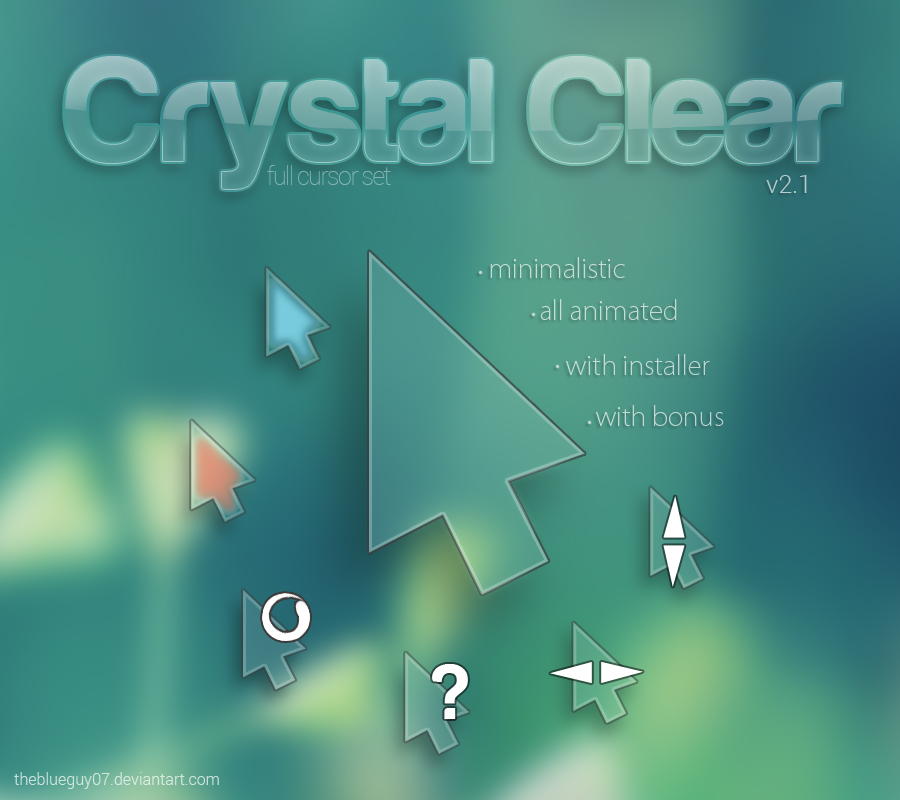 Crystal Clear
full cursor set
v2.1
· minimalistic
· all animated
· with installer
· with bonus
?
theblueguy07.deviantart.com